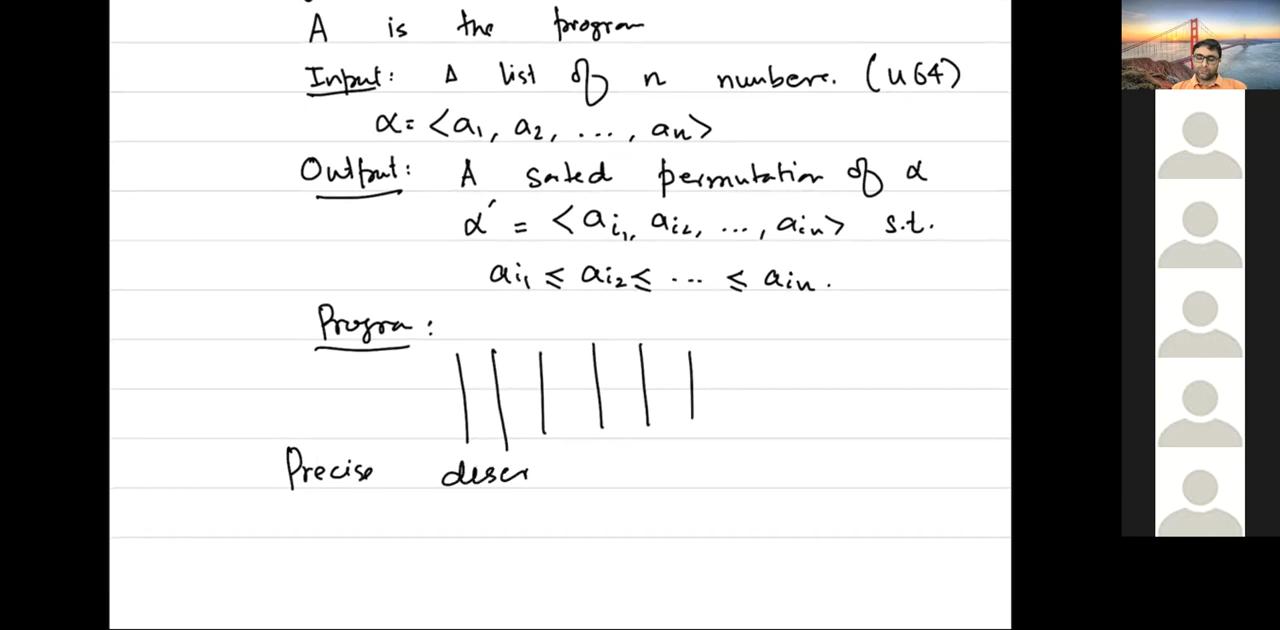 A is the program
Input: A list of n numbers. (u64)
α = <a₁, a₂, ..., aₙ>
Output: A sorted permutation of α
α′ = <aᵢ₁, aᵢ₂, ..., aᵢₙ> s.t.
aᵢ₁ ≤ aᵢ₂ ≤ ... ≤ aᵢₙ.
Progra :
Precise descr